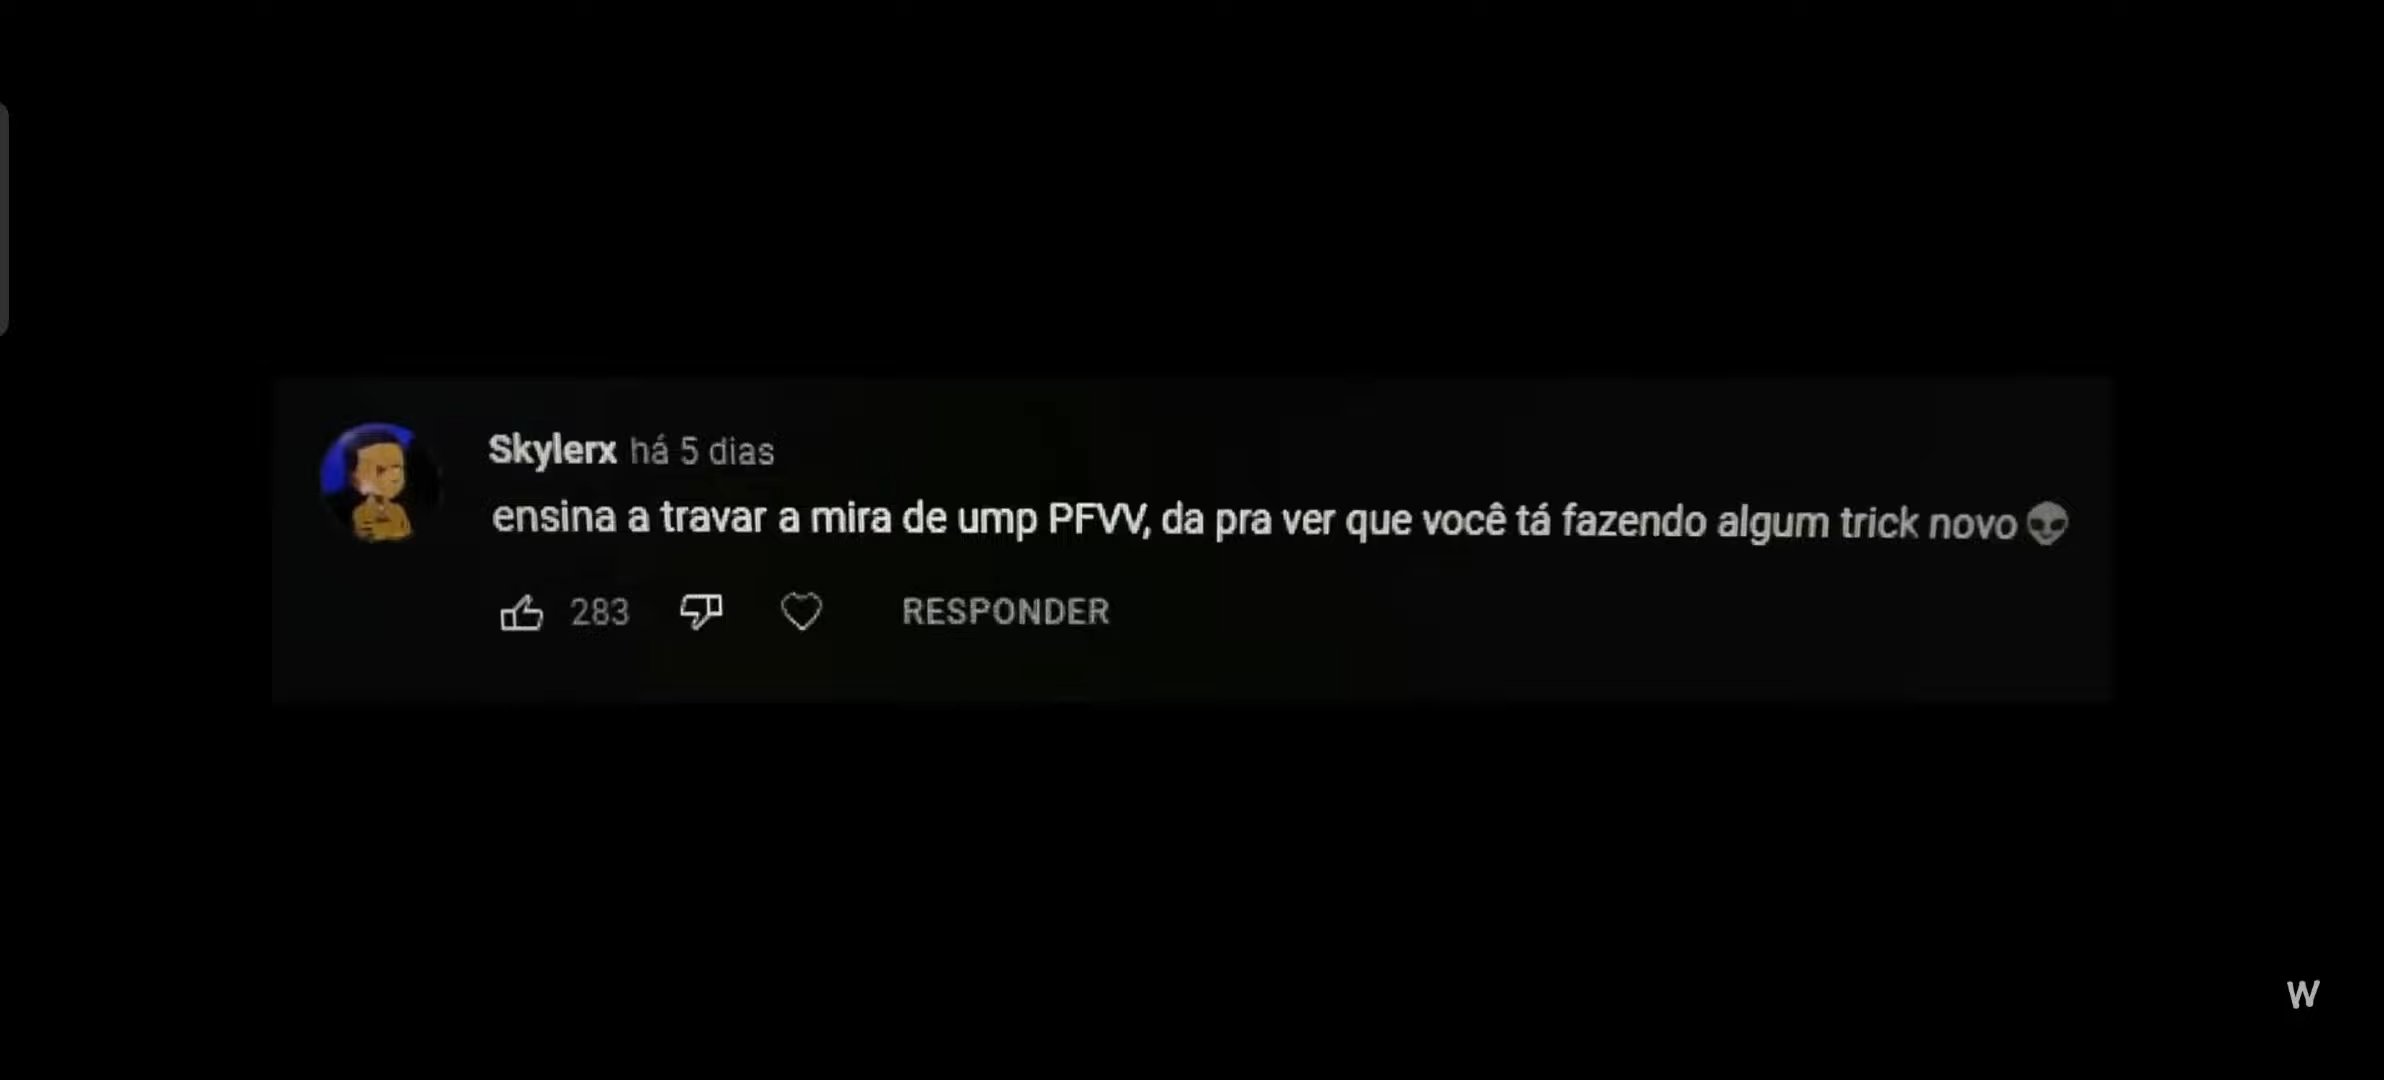 Skylerx há 5 dias
ensina a travar a mira de ump PFVV, da pra ver que você tá fazendo algum trick novo 👽
283 RESPONDER
W